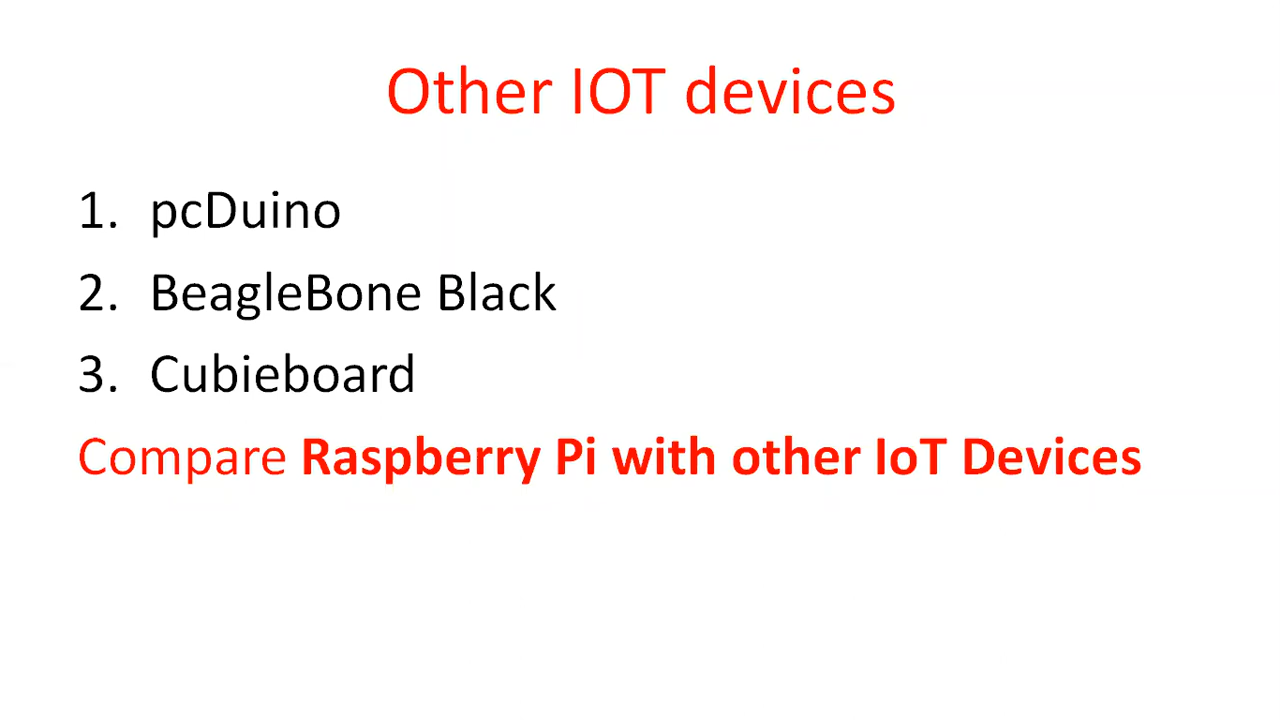 Other IOT devices
1. pcDuino
2. BeagleBone Black
3. Cubieboard
Compare Raspberry Pi with other IoT Devices